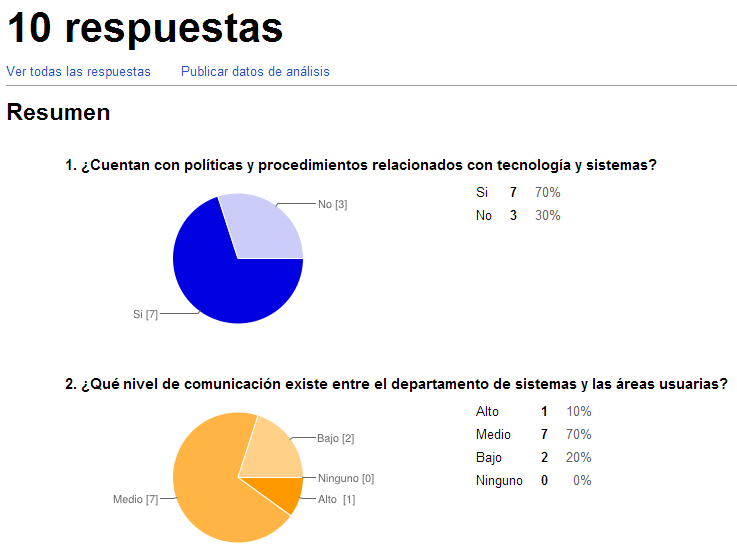 10 respuestas
Ver todas las respuestas Publicar datos de análisis
Resumen
1. ¿Cuentan con políticas y procedimientos relacionados con tecnología y sistemas?
Si 7 70%
No [3]
No 3 30%
Si [7]
2. ¿Qué nivel de comunicación existe entre el departamento de sistemas y las áreas usuarias?
Alto 1 10%
Medio 7 70%
Bajo [2]
Bajo 2 20%
Ninguno [0]
Ninguno 0 0%
Medio [7]
Alto [1]